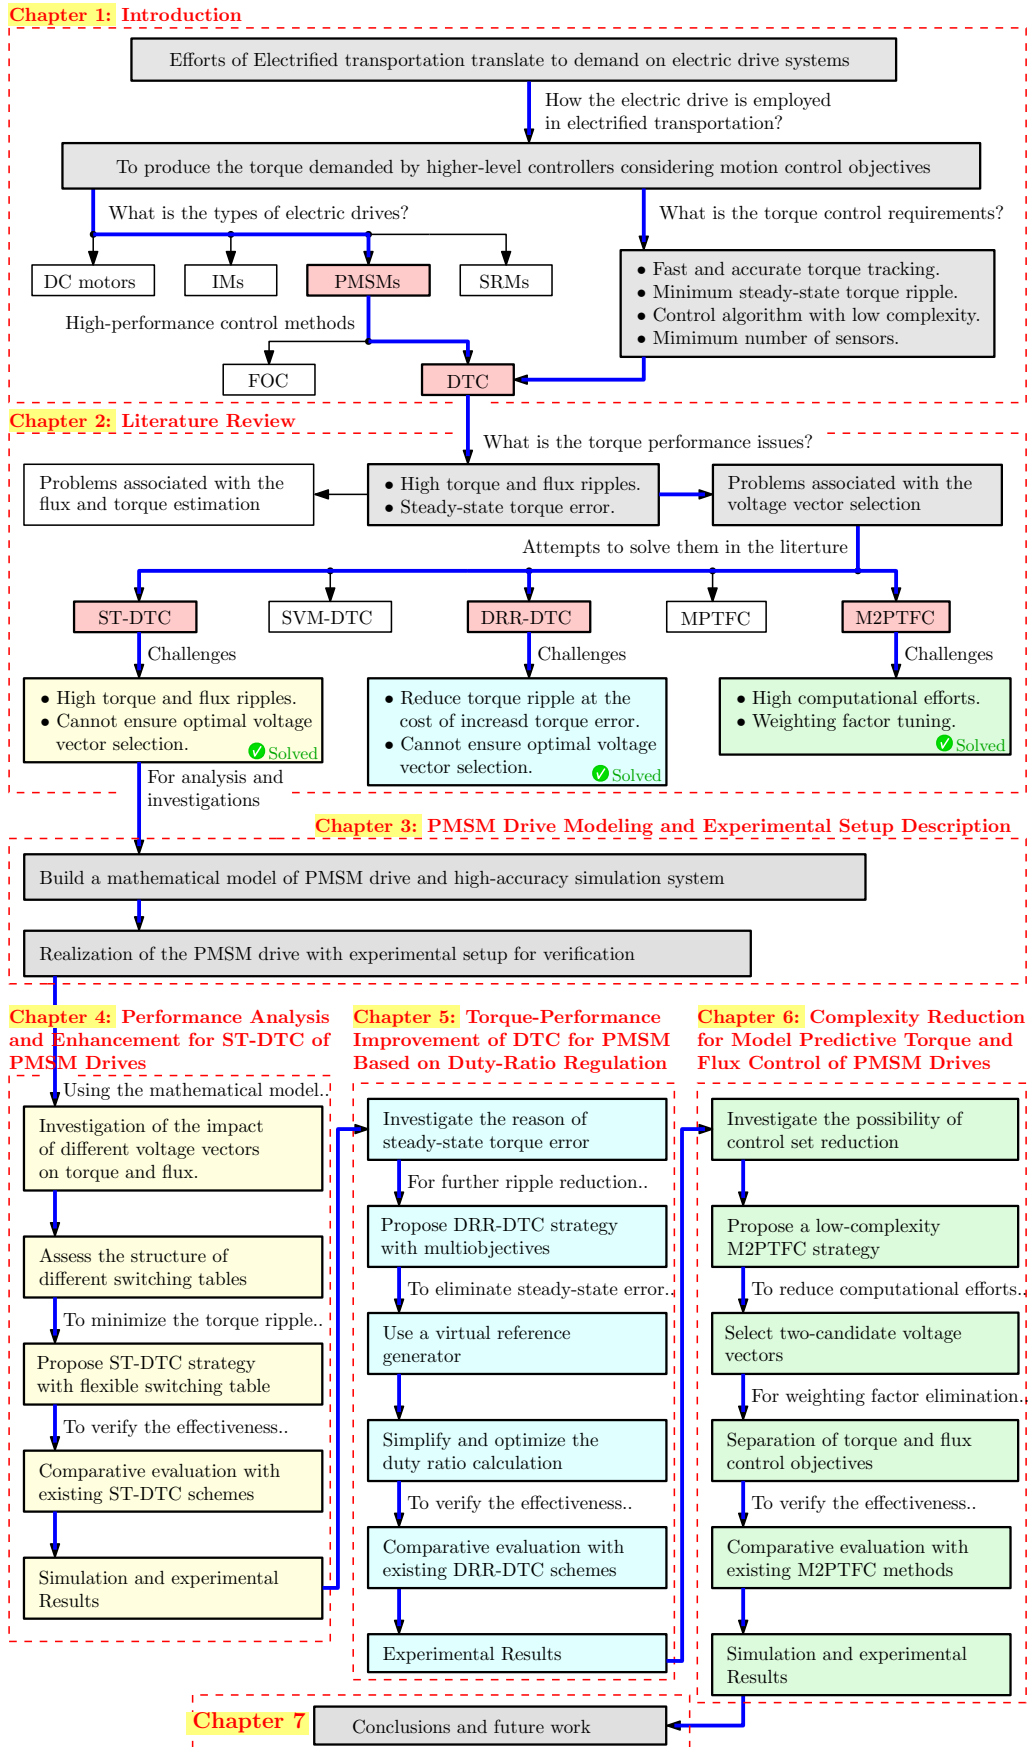 Chapter 1: Introduction
Efforts of Electrified transportation translate to demand on electric drive systems
How the electric drive is employed
in electrified transportation?
To produce the torque demanded by higher-level controllers considering motion control objectives
What is the types of electric drives?
What is the torque control requirements?
DC motors
IMs
PMSMs
SRMs
• Fast and accurate torque tracking.
• Minimum steady-state torque ripple.
• Control algorithm with low complexity.
• Mimimum number of sensors.
High-performance control methods
FOC
DTC
Chapter 2: Literature Review
What is the torque performance issues?
Problems associated with the
flux and torque estimation
• High torque and flux ripples.
• Steady-state torque error.
Problems associated with the
voltage vector selection
Attempts to solve them in the literture
ST-DTC
SVM-DTC
DRR-DTC
MPTFC
M2PTFC
Challenges
Challenges
Challenges
• High torque and flux ripples.
• Cannot ensure optimal voltage
vector selection.
Solved
• Reduce torque ripple at the
cost of increasd torque error.
• Cannot ensure optimal voltage
vector selection.
Solved
• High computational efforts.
• Weighting factor tuning.
Solved
For analysis and
investigations
Chapter 3: PMSM Drive Modeling and Experimental Setup Description
Build a mathematical model of PMSM drive and high-accuracy simulation system
Realization of the PMSM drive with experimental setup for verification
Chapter 4: Performance Analysis
and Enhancement for ST-DTC of
PMSM Drives
Using the mathematical model..
Investigation of the impact
of different voltage vectors
on torque and flux.
Assess the structure of
different switching tables
To minimize the torque ripple..
Propose ST-DTC strategy
with flexible switching table
To verify the effectiveness..
Comparative evaluation with
existing ST-DTC schemes
Simulation and experimental
Results
Chapter 5: Torque-Performance
Improvement of DTC for PMSM
Based on Duty-Ratio Regulation
Investigate the reason of
steady-state torque error
For further ripple reduction..
Propose DRR-DTC strategy
with multiobjectives
To eliminate steady-state error..
Use a virtual reference
generator
Simplify and optimize the
duty ratio calculation
To verify the effectiveness..
Comparative evaluation with
existing DRR-DTC schemes
Experimental Results
Chapter 6: Complexity Reduction
for Model Predictive Torque and
Flux Control of PMSM Drives
Investigate the possibility of
control set reduction
Propose a low-complexity
M2PTFC strategy
To reduce computational efforts..
Select two-candidate voltage
vectors
For weighting factor elimination..
Separation of torque and flux
control objectives
To verify the effectiveness..
Comparative evaluation with
existing M2PTFC methods
Simulation and experimental
Results
Chapter 7
Conclusions and future work